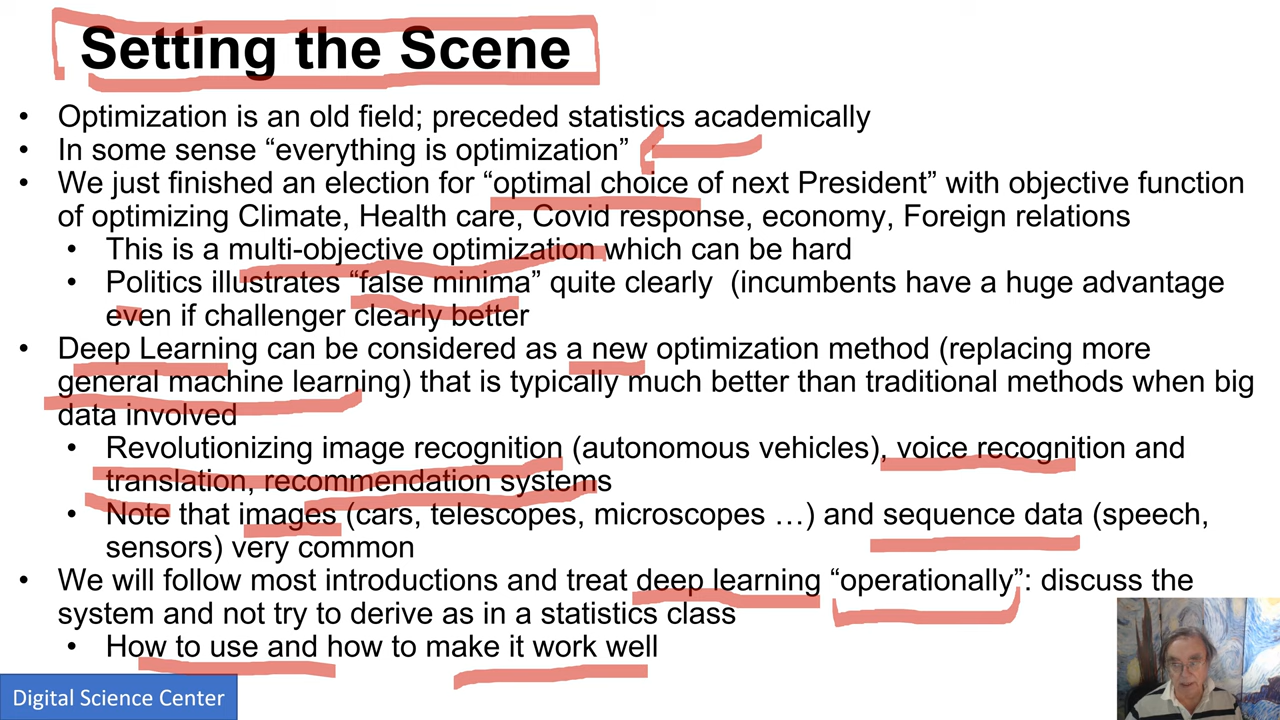 Setting the Scene
• Optimization is an old field; preceded statistics academically
• In some sense “everything is optimization”
• We just finished an election for “optimal choice of next President” with objective function
of optimizing Climate, Health care, Covid response, economy, Foreign relations
• This is a multi-objective optimization which can be hard
• Politics illustrates “false minima” quite clearly (incumbents have a huge advantage
even if challenger clearly better
• Deep Learning can be considered as a new optimization method (replacing more
general machine learning) that is typically much better than traditional methods when big
data involved
• Revolutionizing image recognition (autonomous vehicles), voice recognition and
translation, recommendation systems
• Note that images (cars, telescopes, microscopes …) and sequence data (speech,
sensors) very common
• We will follow most introductions and treat deep learning “operationally”: discuss the
system and not try to derive as in a statistics class
• How to use and how to make it work well
Digital Science Center